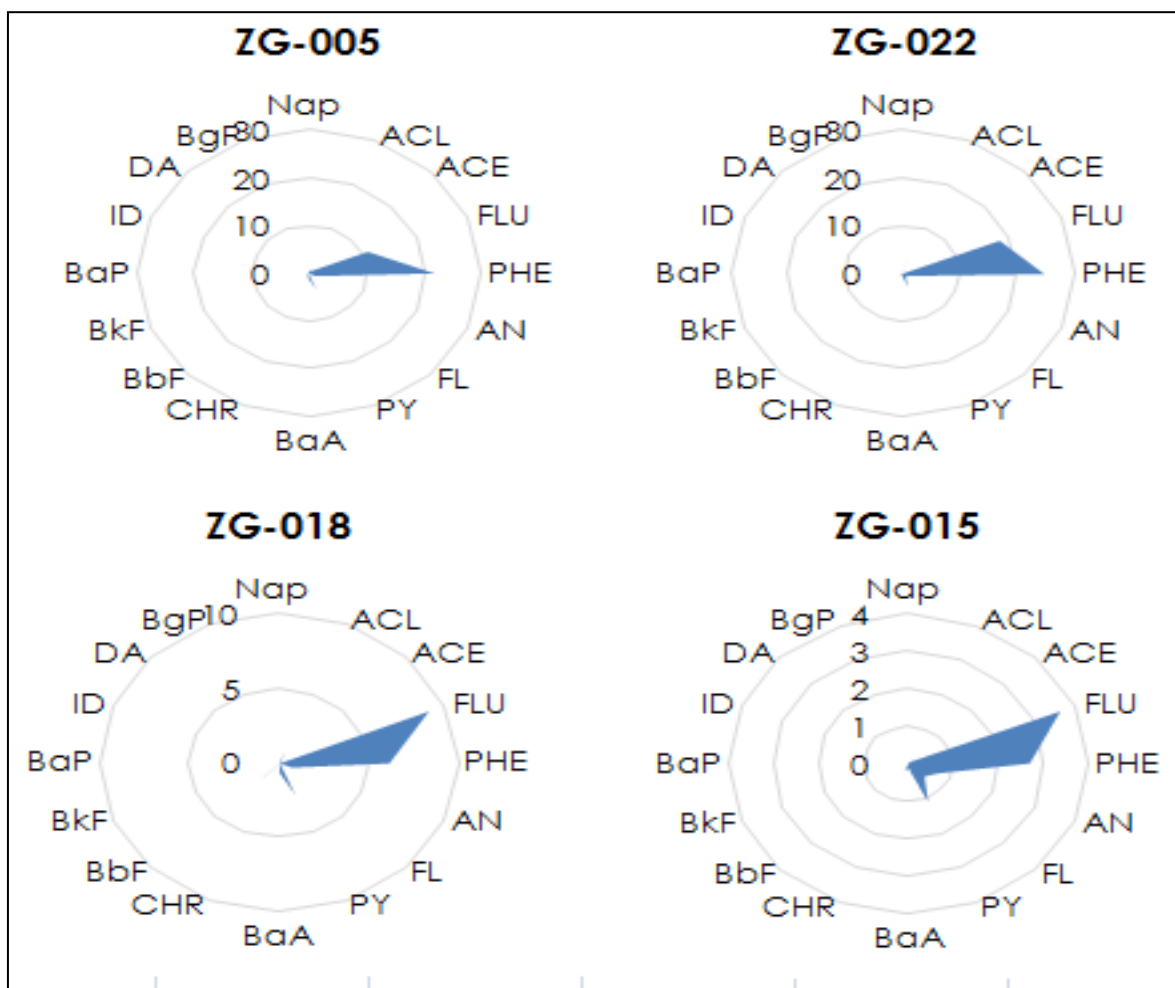 ZG-005
Nap
ACL
ACE
FLU
PHE
AN
FL
PY
BaA
CHR
BbF
BkF
BaP
ID
DA
BgP
30
20
10
0
ZG-022
Nap
ACL
ACE
FLU
PHE
AN
FL
PY
BaA
CHR
BbF
BkF
BaP
ID
DA
BgP
30
20
10
0
ZG-018
Nap
ACL
ACE
FLU
PHE
AN
FL
PY
BaA
CHR
BbF
BkF
BaP
ID
DA
BgP
10
5
0
ZG-015
Nap
ACL
ACE
FLU
PHE
AN
FL
PY
BaA
CHR
BbF
BkF
BaP
ID
DA
BgP
4
3
2
1
0